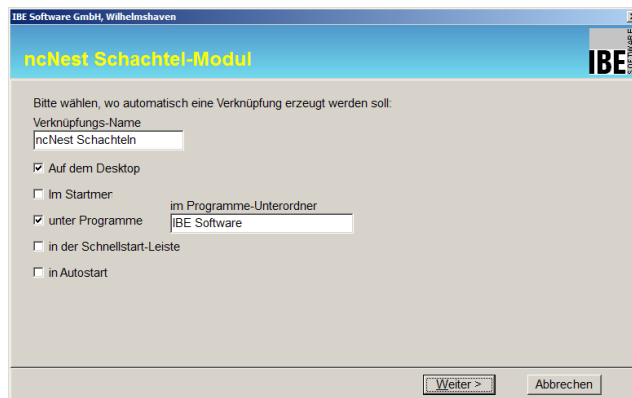 IBE Software GmbH, Wilhelmshaven
ncNest Schachtel-Modul
IBE SOFTWARE
Bitte wählen, wo automatisch eine Verknüpfung erzeugt werden soll:
Verknüpfungs-Name
ncNest Schachteln
Auf dem Desktop
Im Startmer
im Programme-Unterordner
unter Programme
IBE Software
in der Schnellstart-Leiste
in Autostart
Weiter >
Abbrechen